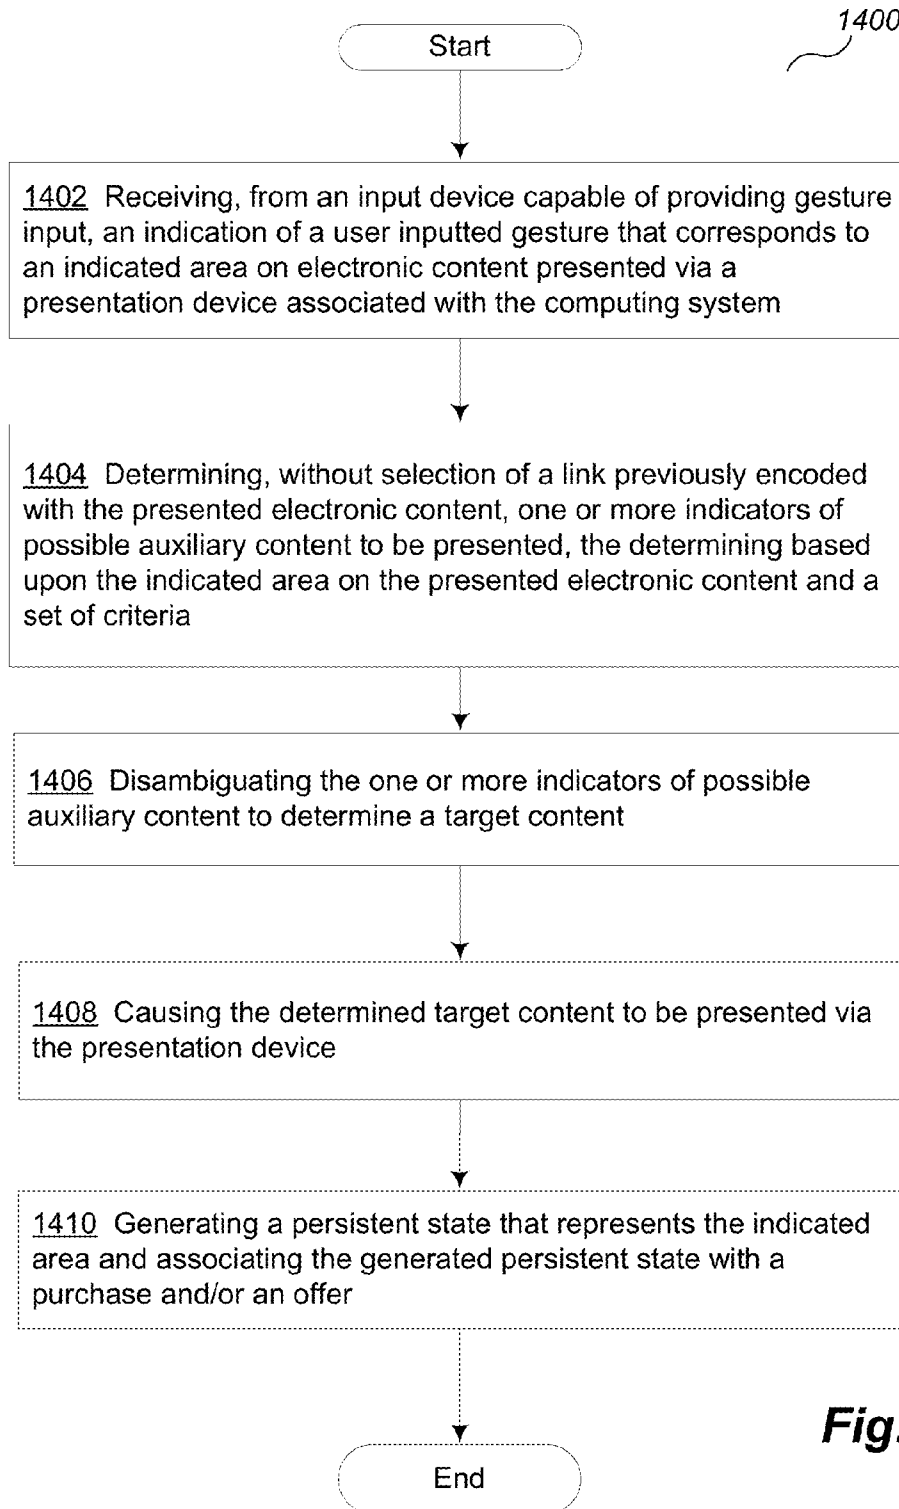 1400
Start
1402 Receiving, from an input device capable of providing gesture
input, an indication of a user inputted gesture that corresponds to
an indicated area on electronic content presented via a
presentation device associated with the computing system
1404 Determining, without selection of a link previously encoded
with the presented electronic content, one or more indicators of
possible auxiliary content to be presented, the determining based
upon the indicated area on the presented electronic content and a
set of criteria
1406 Disambiguating the one or more indicators of possible
auxiliary content to determine a target content
1408 Causing the determined target content to be presented via
the presentation device
1410 Generating a persistent state that represents the indicated
area and associating the generated persistent state with a
purchase and/or an offer
Fig.
End